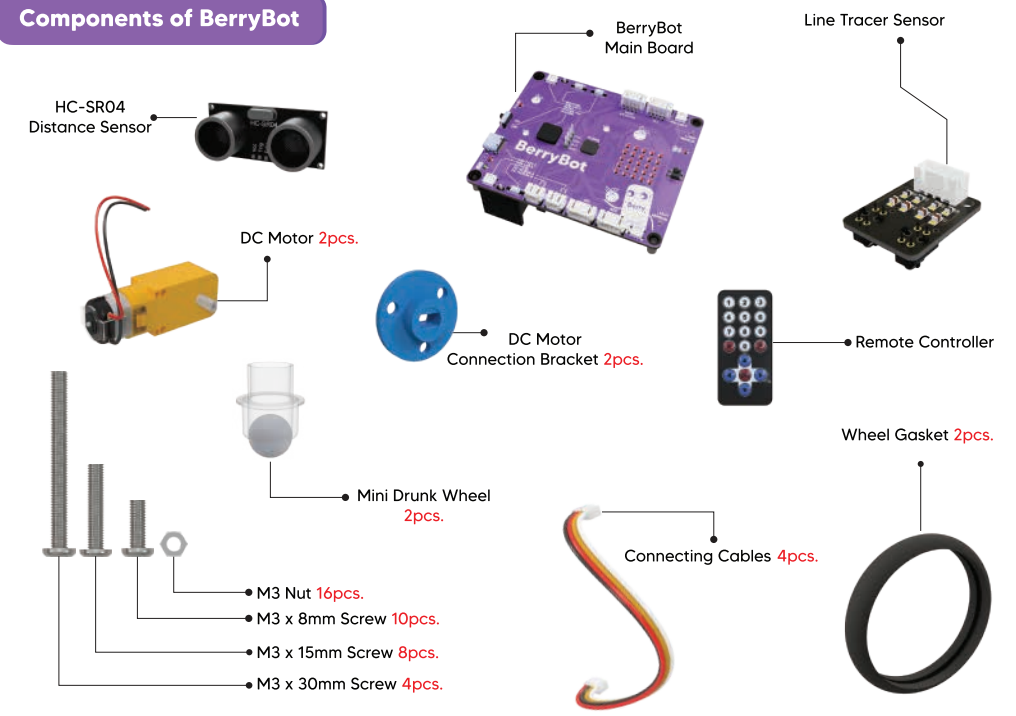 Components of BerryBot
BerryBot
Main Board
Line Tracer Sensor
HC-SR04
Distance Sensor
HC-SR04
BerryBot
DC Motor 2pcs.
DC Motor
Connection Bracket 2pcs.
Remote Controller
Wheel Gasket 2pcs.
Mini Drunk Wheel
2pcs.
Connecting Cables 4pcs.
M3 Nut 16pcs.
M3 x 8mm Screw 10pcs.
M3 x 15mm Screw 8pcs.
M3 x 30mm Screw 4pcs.